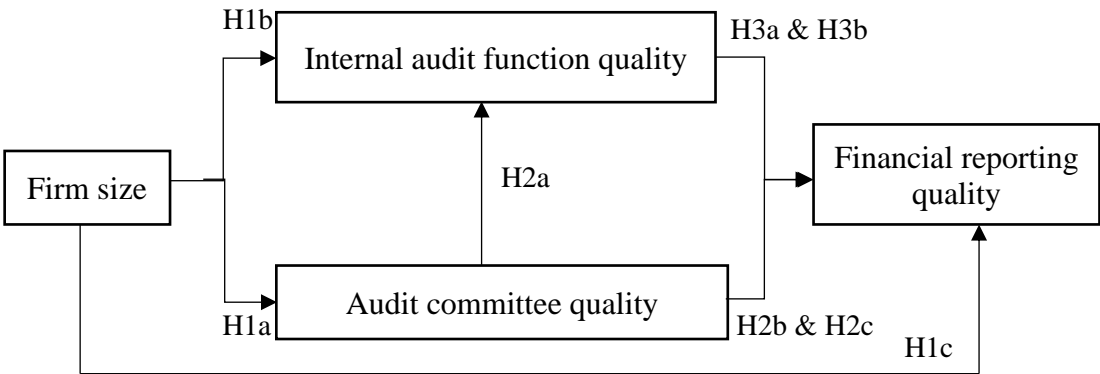 H1b
Internal audit function quality
H3a & H3b
Firm size
H2a
Financial reporting
quality
H1a
Audit committee quality
H2b & H2c
H1c